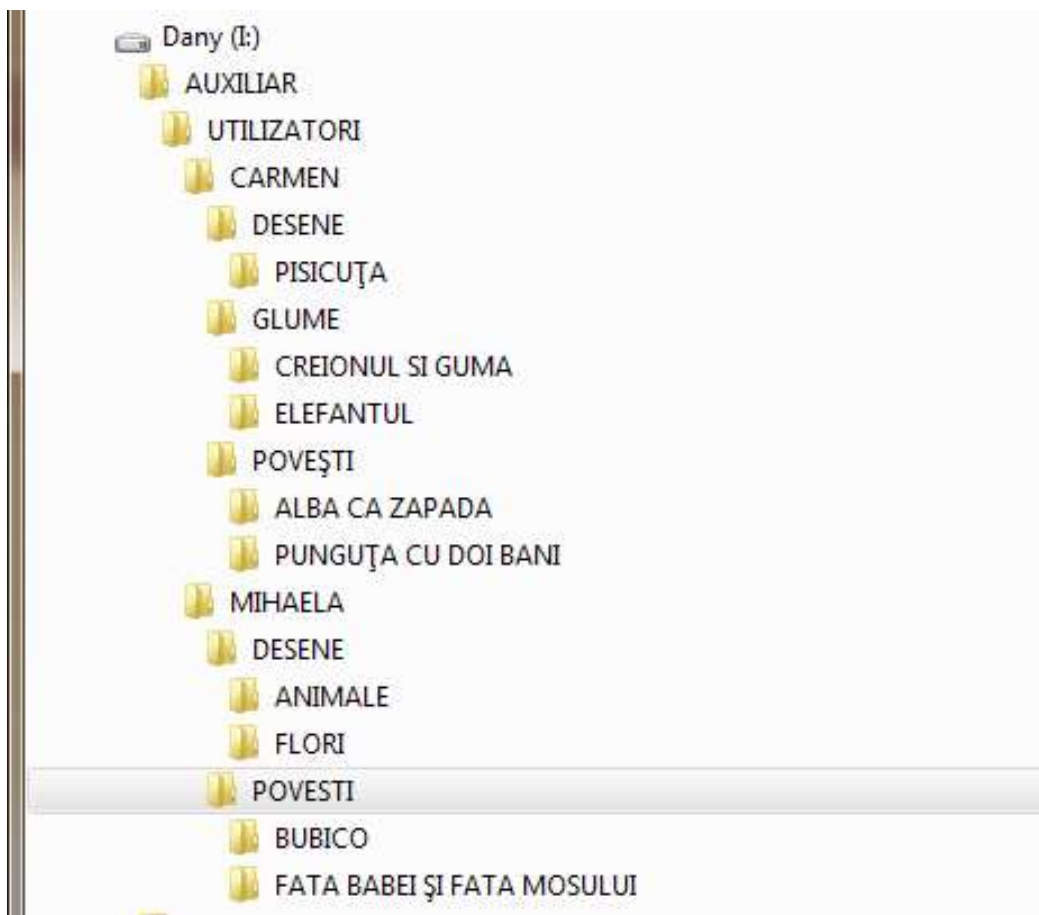 Dany (I:)
AUXILIAR
UTILIZATORI
CARMEN
DESENE
PISICUŢA
GLUME
CREIONUL SI GUMA
ELEFANTUL
POVEŞTI
ALBA CA ZAPADA
PUNGUŢA CU DOI BANI
MIHAELA
DESENE
ANIMALE
FLORI
POVESTI
BUBICO
FATA BABEI ŞI FATA MOSULUI